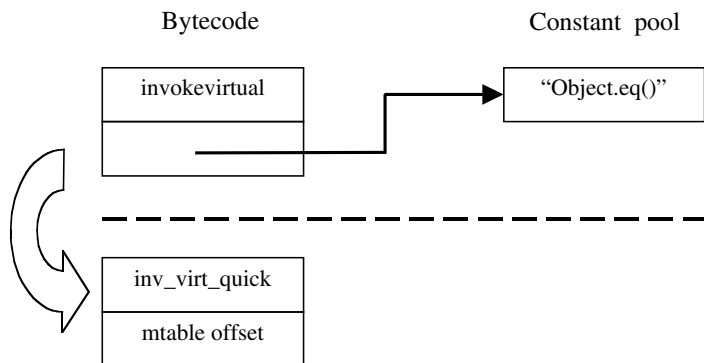 Bytecode
Constant pool
invokevirtual
“Object.eq()”
inv_virt_quick
mtable offset